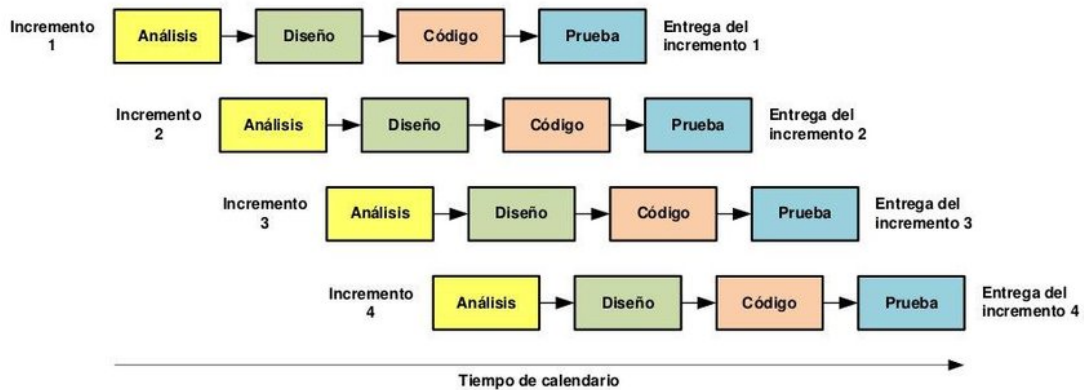 Incremento
1
Análisis
Diseño
Código
Prueba
Entrega del
incremento 1
Incremento
2
Análisis
Diseño
Código
Prueba
Entrega del
incremento 2
Incremento
3
Análisis
Diseño
Código
Prueba
Entrega del
incremento 3
Incremento
4
Análisis
Diseño
Código
Prueba
Entrega del
incremento 4
Tiempo de calendario